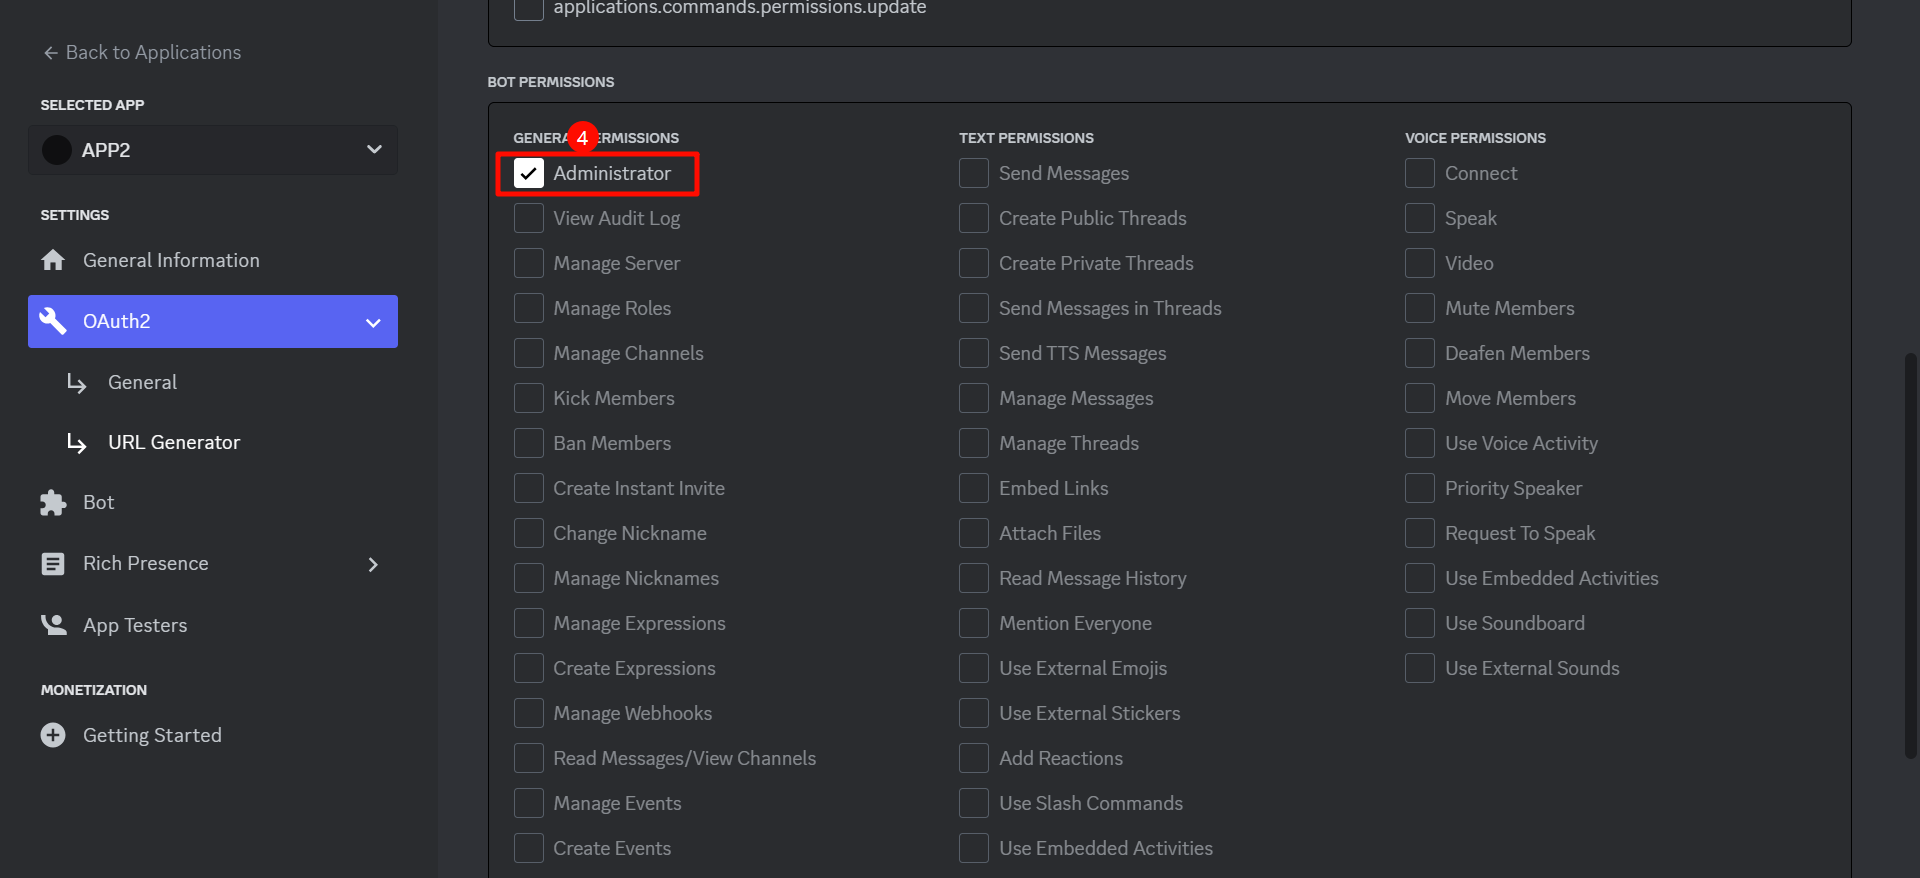 applications.commands.permissions.update
Back to Applications
SELECTED APP
APP2
SETTINGS
General Information
OAuth2
General
URL Generator
Bot
Rich Presence
App Testers
MONETIZATION
Getting Started
BOT PERMISSIONS
GENERA 4 ERMISSIONS
Administrator
View Audit Log
Manage Server
Manage Roles
Manage Channels
Kick Members
Ban Members
Create Instant Invite
Change Nickname
Manage Nicknames
Manage Expressions
Create Expressions
Manage Webhooks
Read Messages/View Channels
Manage Events
Create Events
TEXT PERMISSIONS
Send Messages
Create Public Threads
Create Private Threads
Send Messages in Threads
Send TTS Messages
Manage Messages
Manage Threads
Embed Links
Attach Files
Read Message History
Mention Everyone
Use External Emojis
Use External Stickers
Add Reactions
Use Slash Commands
Use Embedded Activities
VOICE PERMISSIONS
Connect
Speak
Video
Mute Members
Deafen Members
Move Members
Use Voice Activity
Priority Speaker
Request To Speak
Use Embedded Activities
Use Soundboard
Use External Sounds